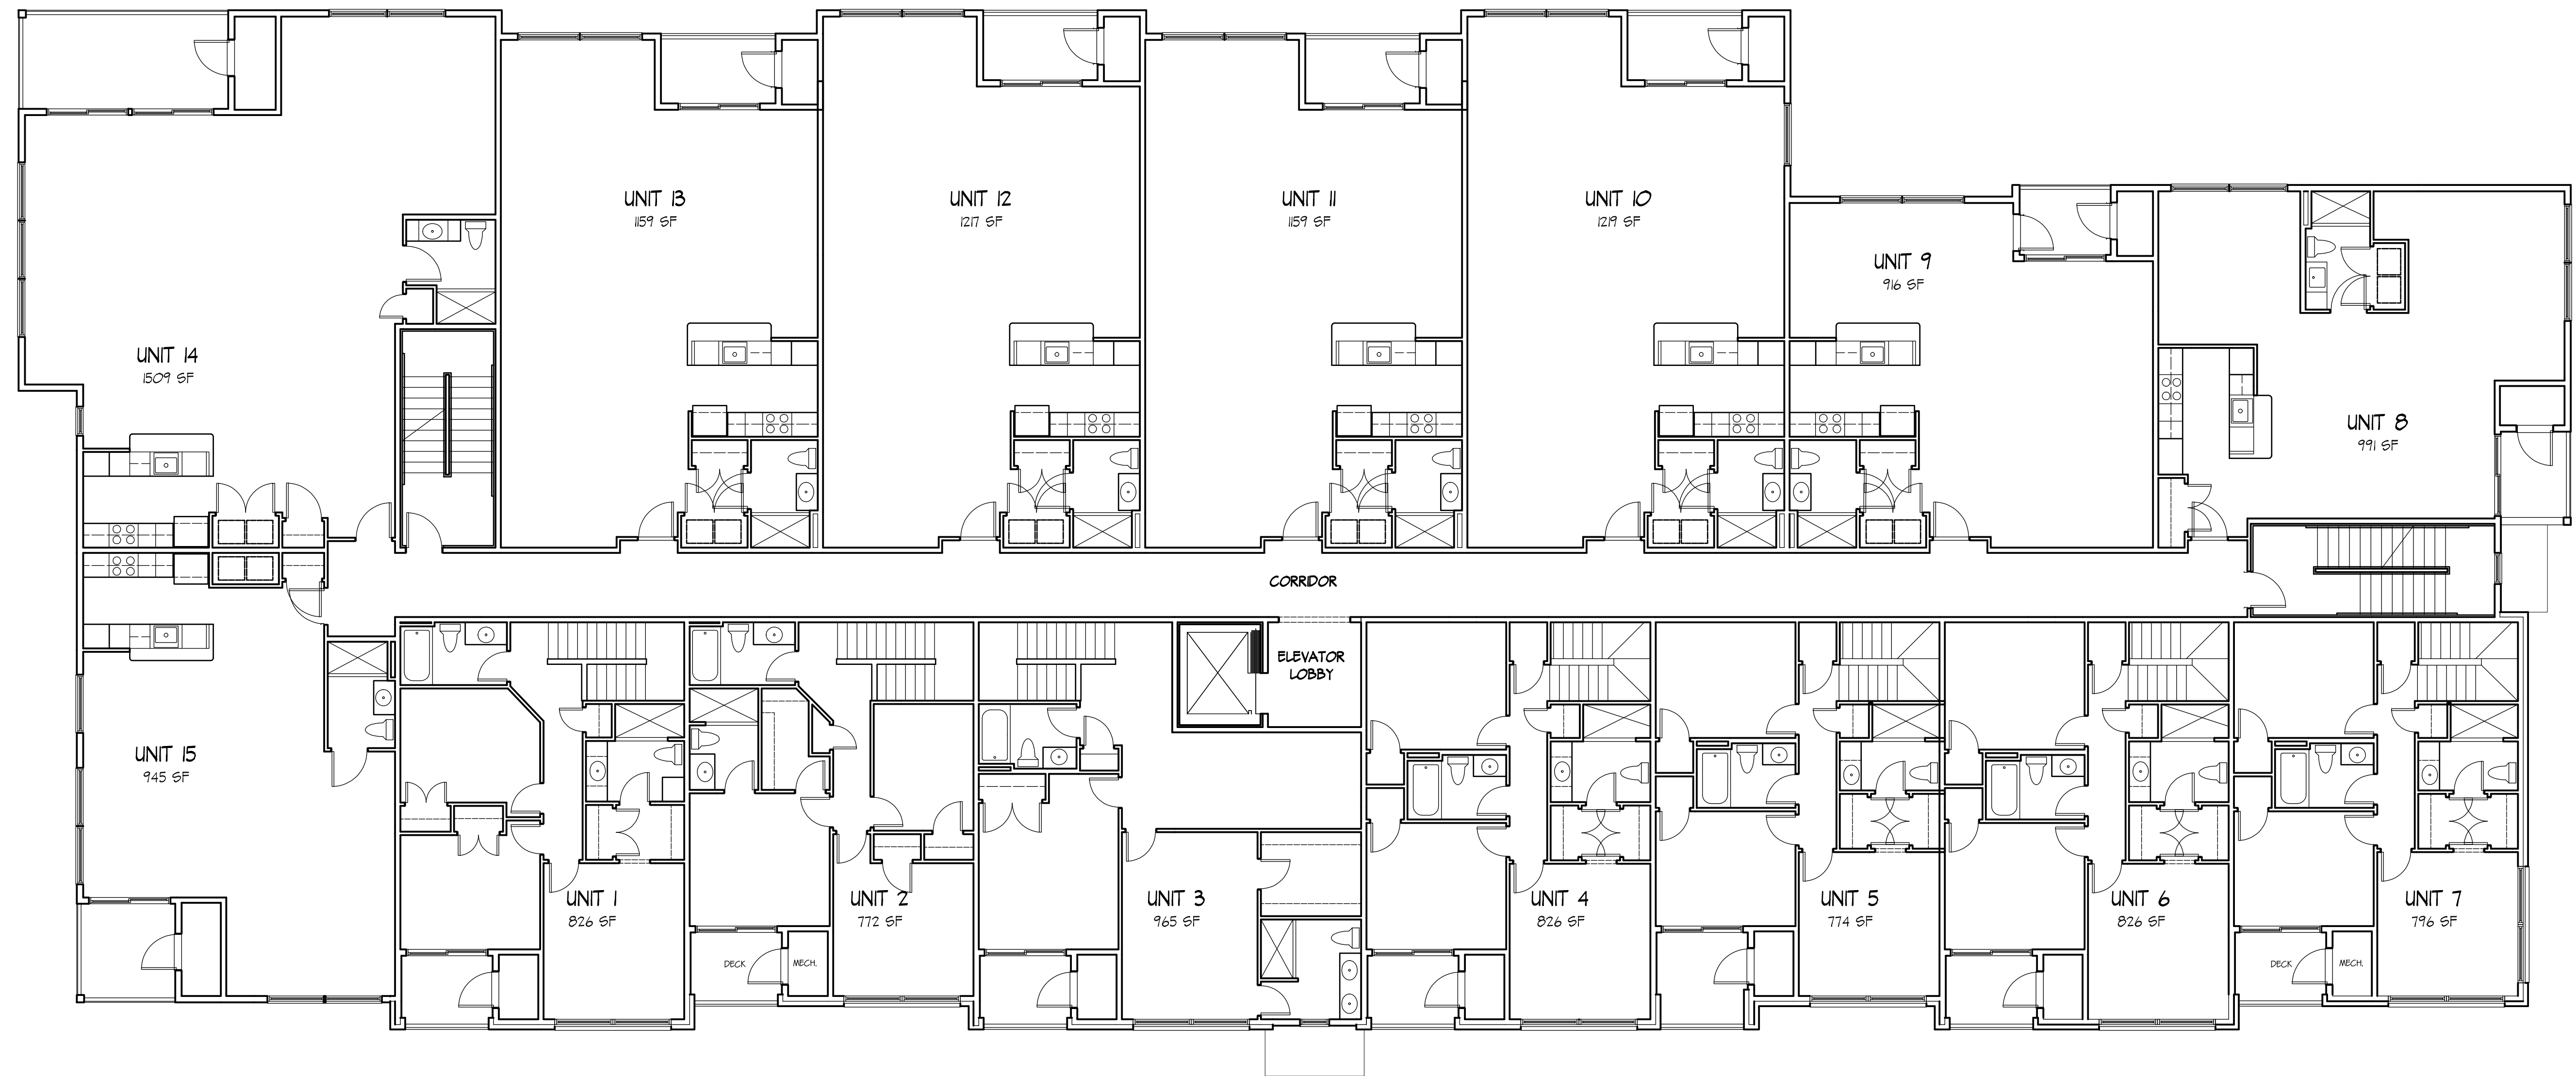 UNIT 13
1159 SF
UNIT 12
1217 SF
UNIT 11
1159 SF
UNIT 10
1219 SF
UNIT 9
916 SF
UNIT 14
1509 SF
UNIT 8
991 SF
CORRIDOR
ELEVATOR
LOBBY
UNIT 15
945 SF
UNIT 1
826 SF
UNIT 2
772 SF
UNIT 3
965 SF
UNIT 4
826 SF
UNIT 5
774 SF
UNIT 6
826 SF
UNIT 7
796 SF
DECK
MECH.
DECK
MECH.